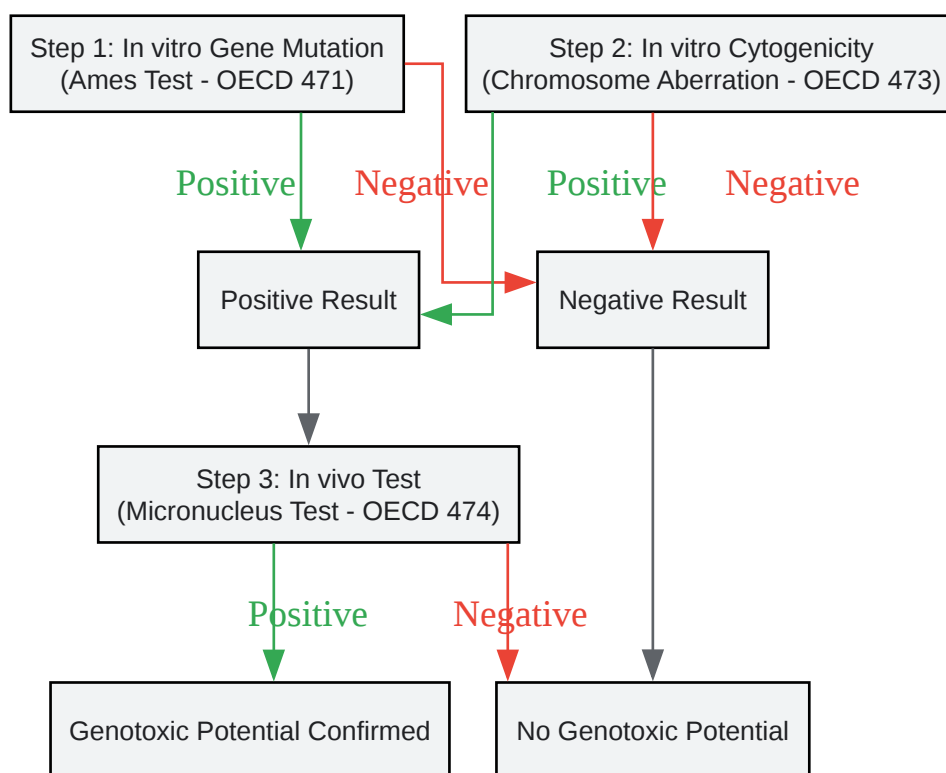 Step 1: In vitro Gene Mutation
(Ames Test - OECD 471)
Step 2: In vitro Cytogenicity
(Chromosome Aberration - OECD 473)
Positive
Negative
Positive
Negative
Positive Result
Negative Result
Step 3: In vivo Test
(Micronucleus Test - OECD 474)
Positive
Negative
Genotoxic Potential Confirmed
No Genotoxic Potential